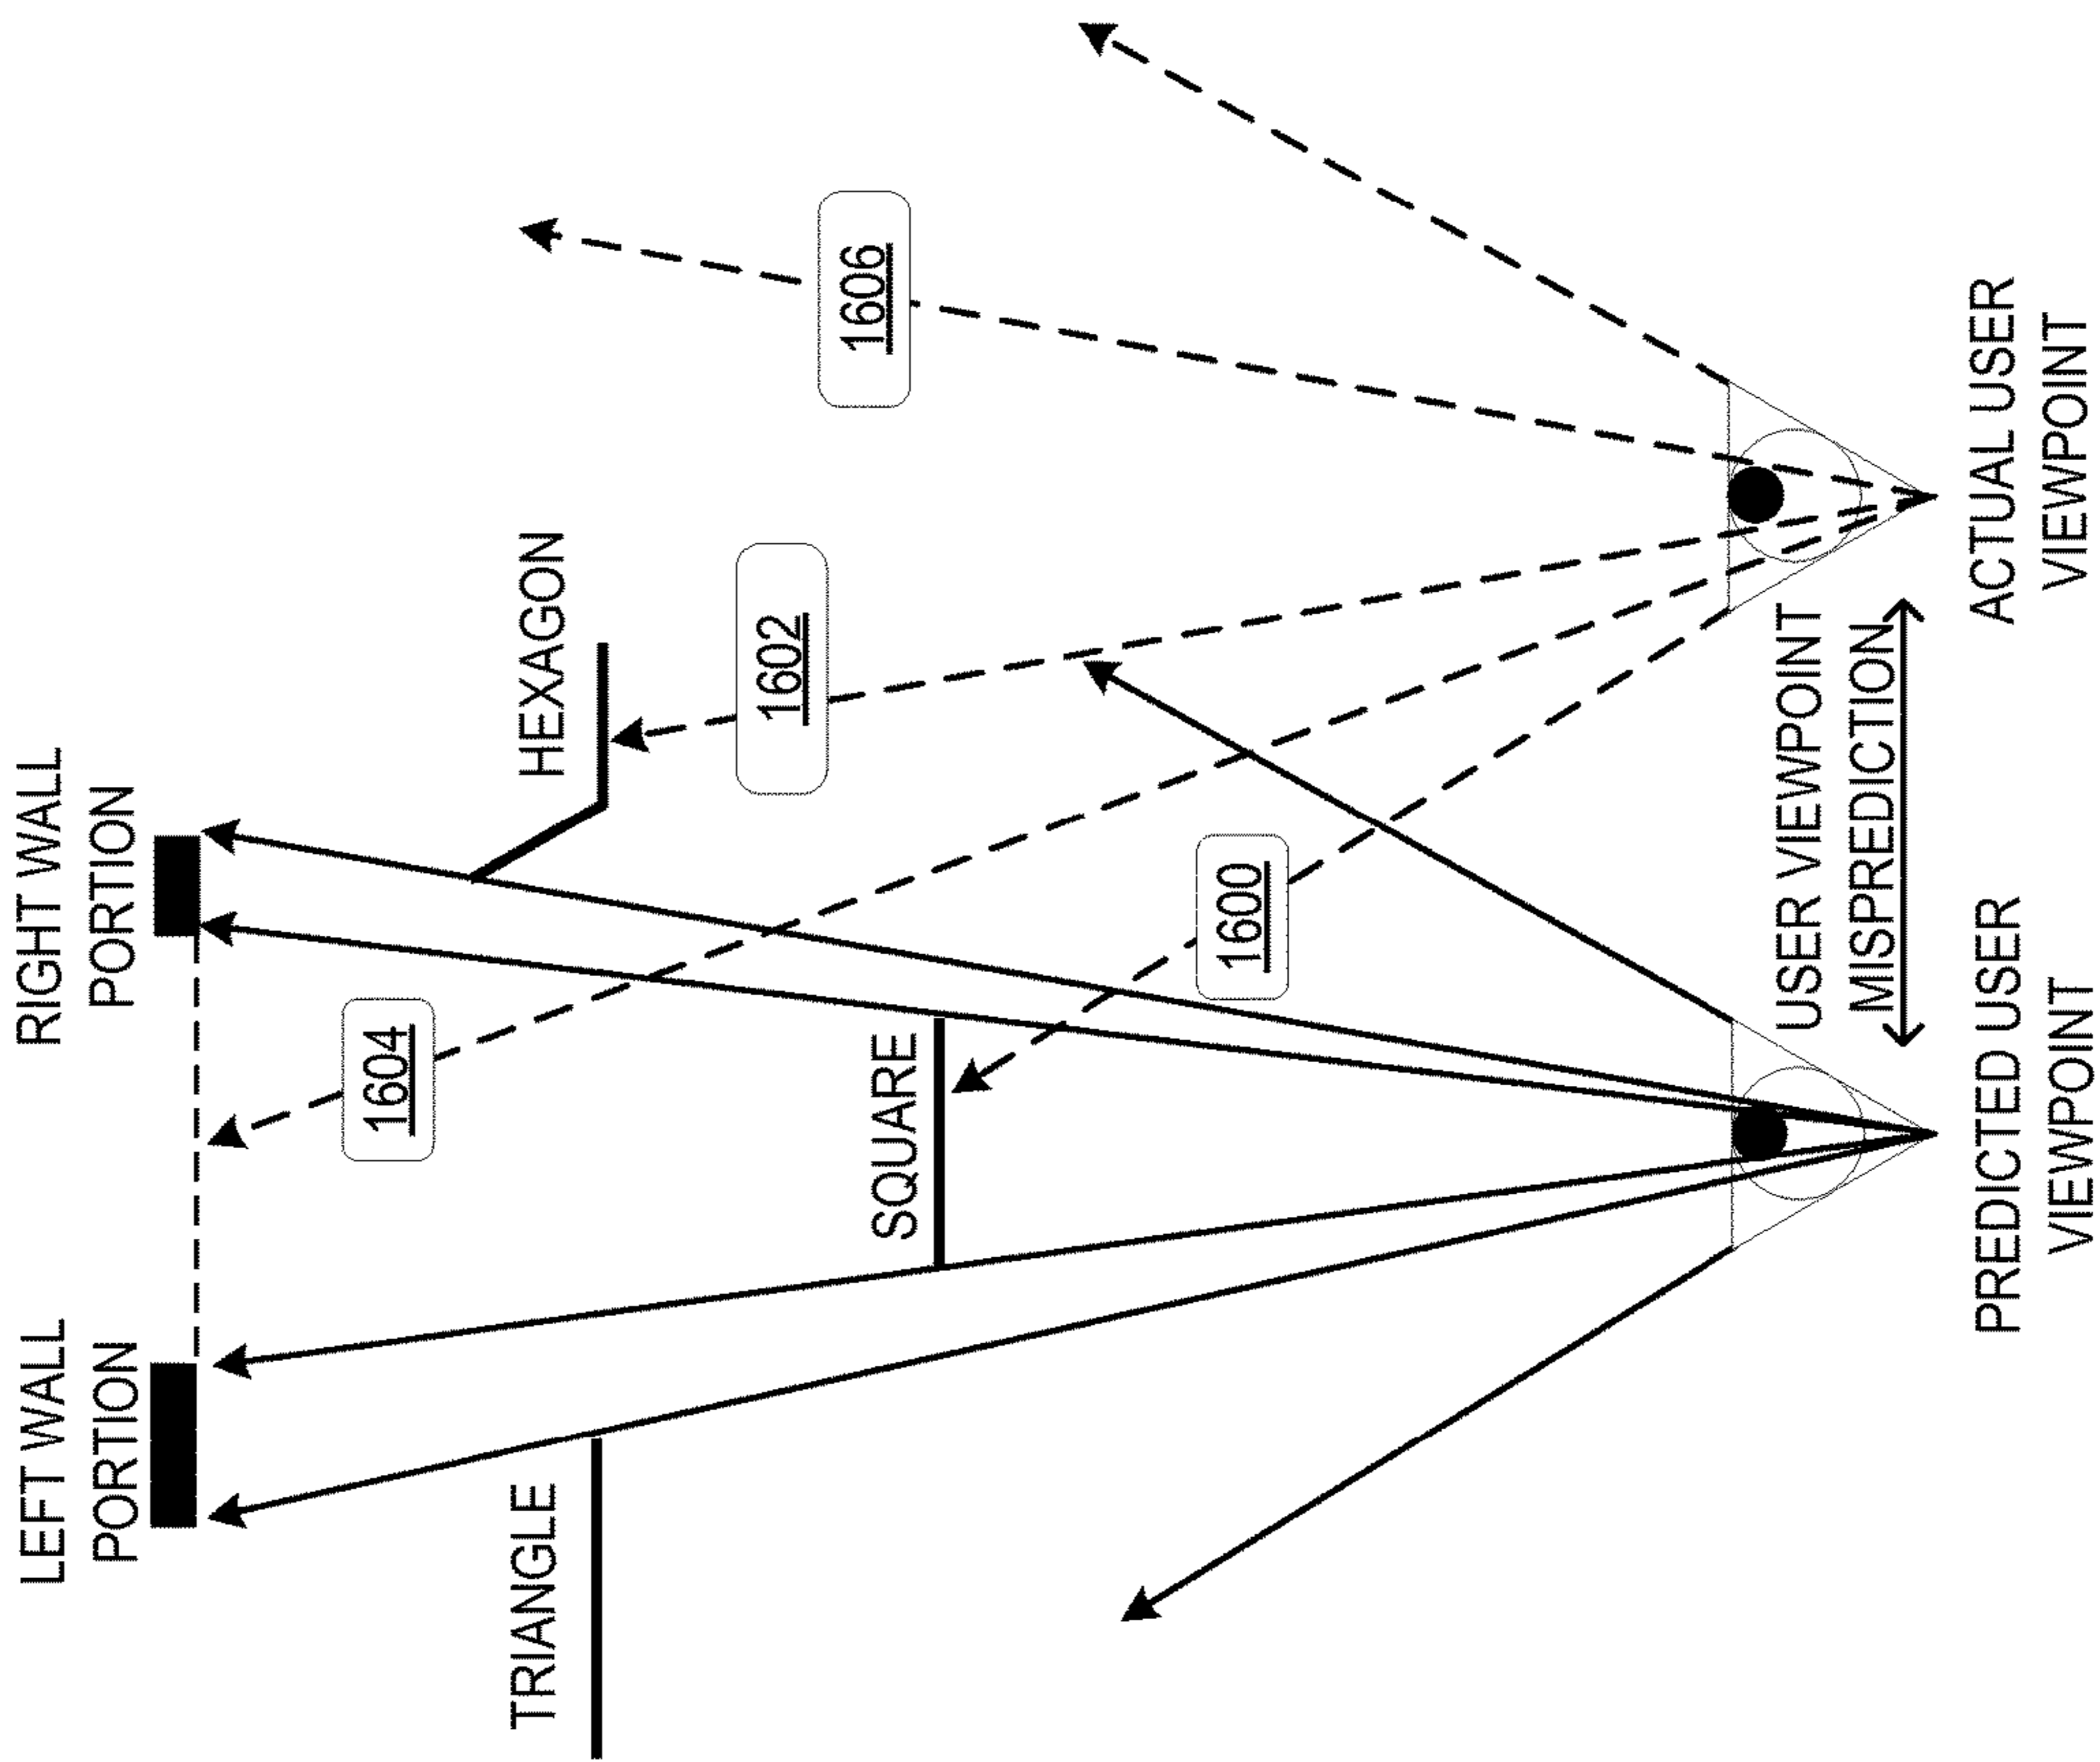 LEFT WALL
PORTION
RIGHT WALL
PORTION
TRIANGLE
HEXAGON
1604
SQUARE
1602
1606
1600
USER VIEWPOINT
MISPREDICTION
PREDICTED USER
VIEWPOINT
ACTUAL USER
VIEWPOINT